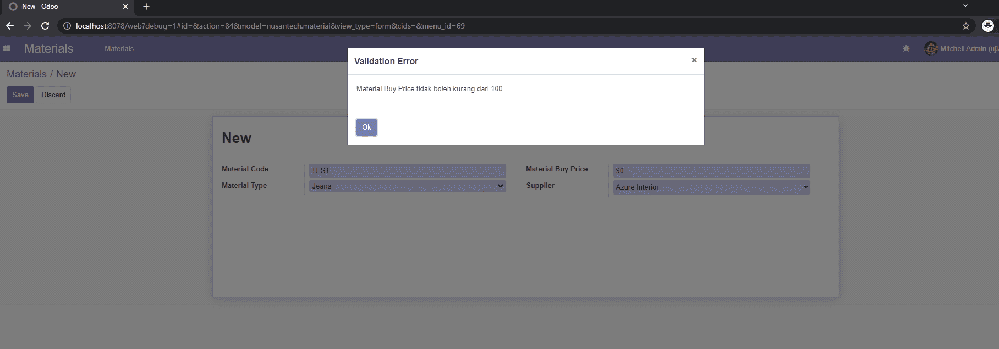 New - Odoo
localhost:8078/web?debug=1#id=&action=84&model=nusantech.material&view_type=form&cids=&menu_id=69
Materials
Materials
Mitchell Admin (uji
Materials / New
Save
Discard
Validation Error
Material Buy Price tidak boleh kurang dari 100
Ok
New
Material Code
TEST
Material Buy Price
90
Material Type
Jeans
Supplier
Azure Interior